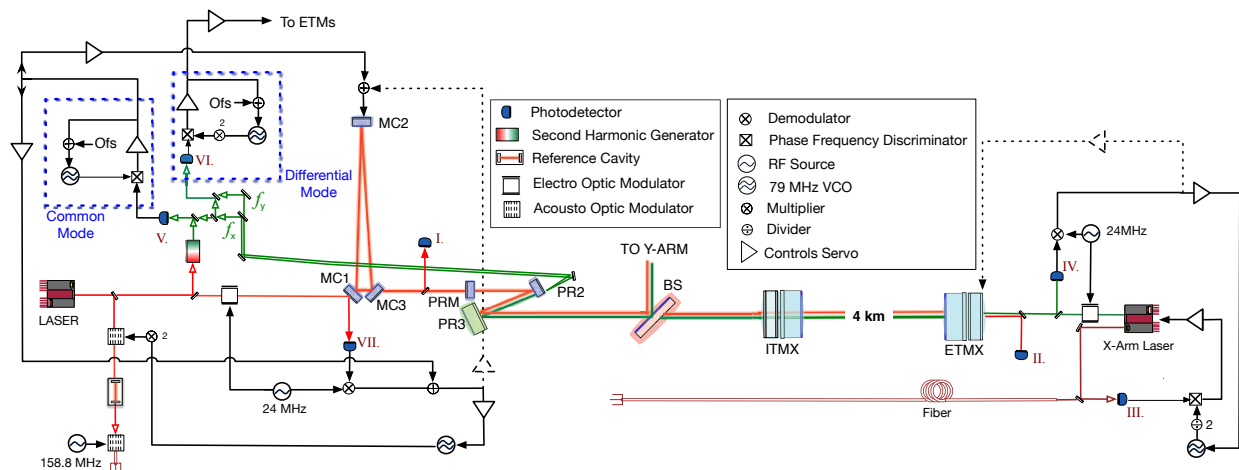 To ETMs
Ofs
2
VI.
Differential
Mode
Ofs
Common
Mode
V.
fy
fx
MC2
Photodetector
Second Harmonic Generator
Reference Cavity
Electro Optic Modulator
Acousto Optic Modulator
Demodulator
Phase Frequency Discriminator
RF Source
79 MHz VCO
Multiplier
Divider
Controls Servo
I.
TO Y-ARM
BS
MC1
MC3
PRM
PR2
PR3
LASER
2
VII.
24 MHz
158.8 MHz
ITMX
4 km
ETMX
II.
IV.
24MHz
X-Arm Laser
Fiber
III.
2